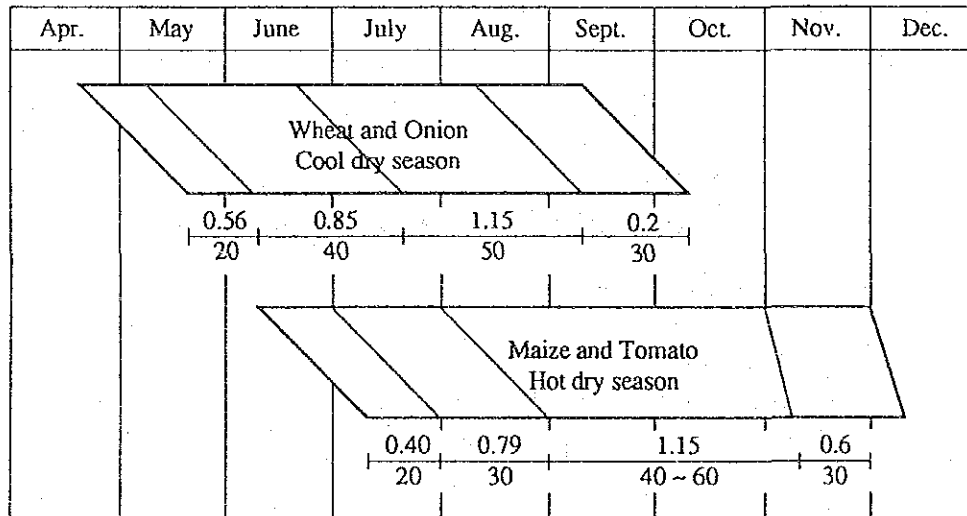 Apr. May June July Aug. Sept. Oct. Nov. Dec.
Wheat and Onion
Cool dry season
0.56 0.85 1.15 0.2
20 40 50 30
Maize and Tomato
Hot dry season
0.40 0.79 1.15 0.6
20 30 40 ~ 60 30